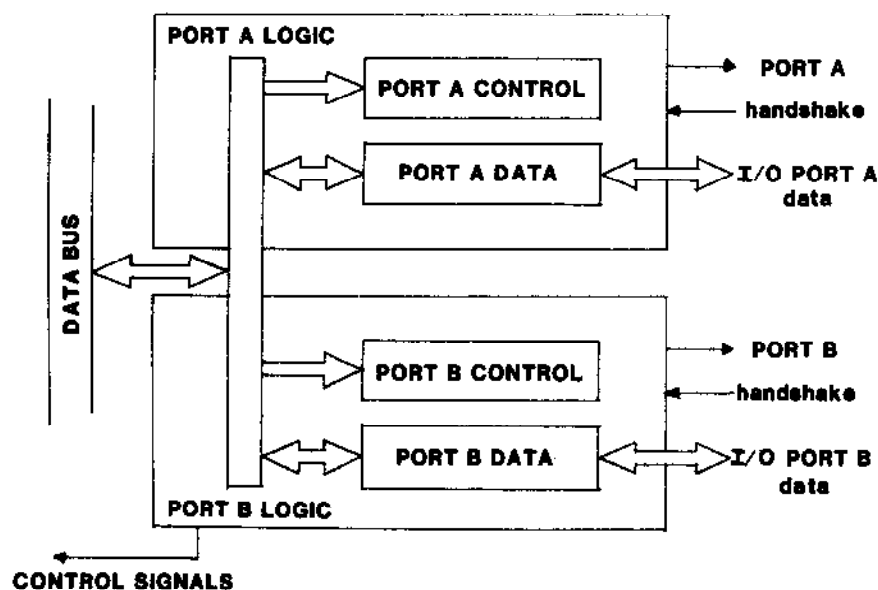 PORT A LOGIC
PORT A CONTROL
PORT A
handshake
PORT A DATA
I/O PORT A
data
DATA BUS
PORT B CONTROL
PORT B
handshake
PORT B DATA
I/O PORT B
data
PORT B LOGIC
CONTROL SIGNALS